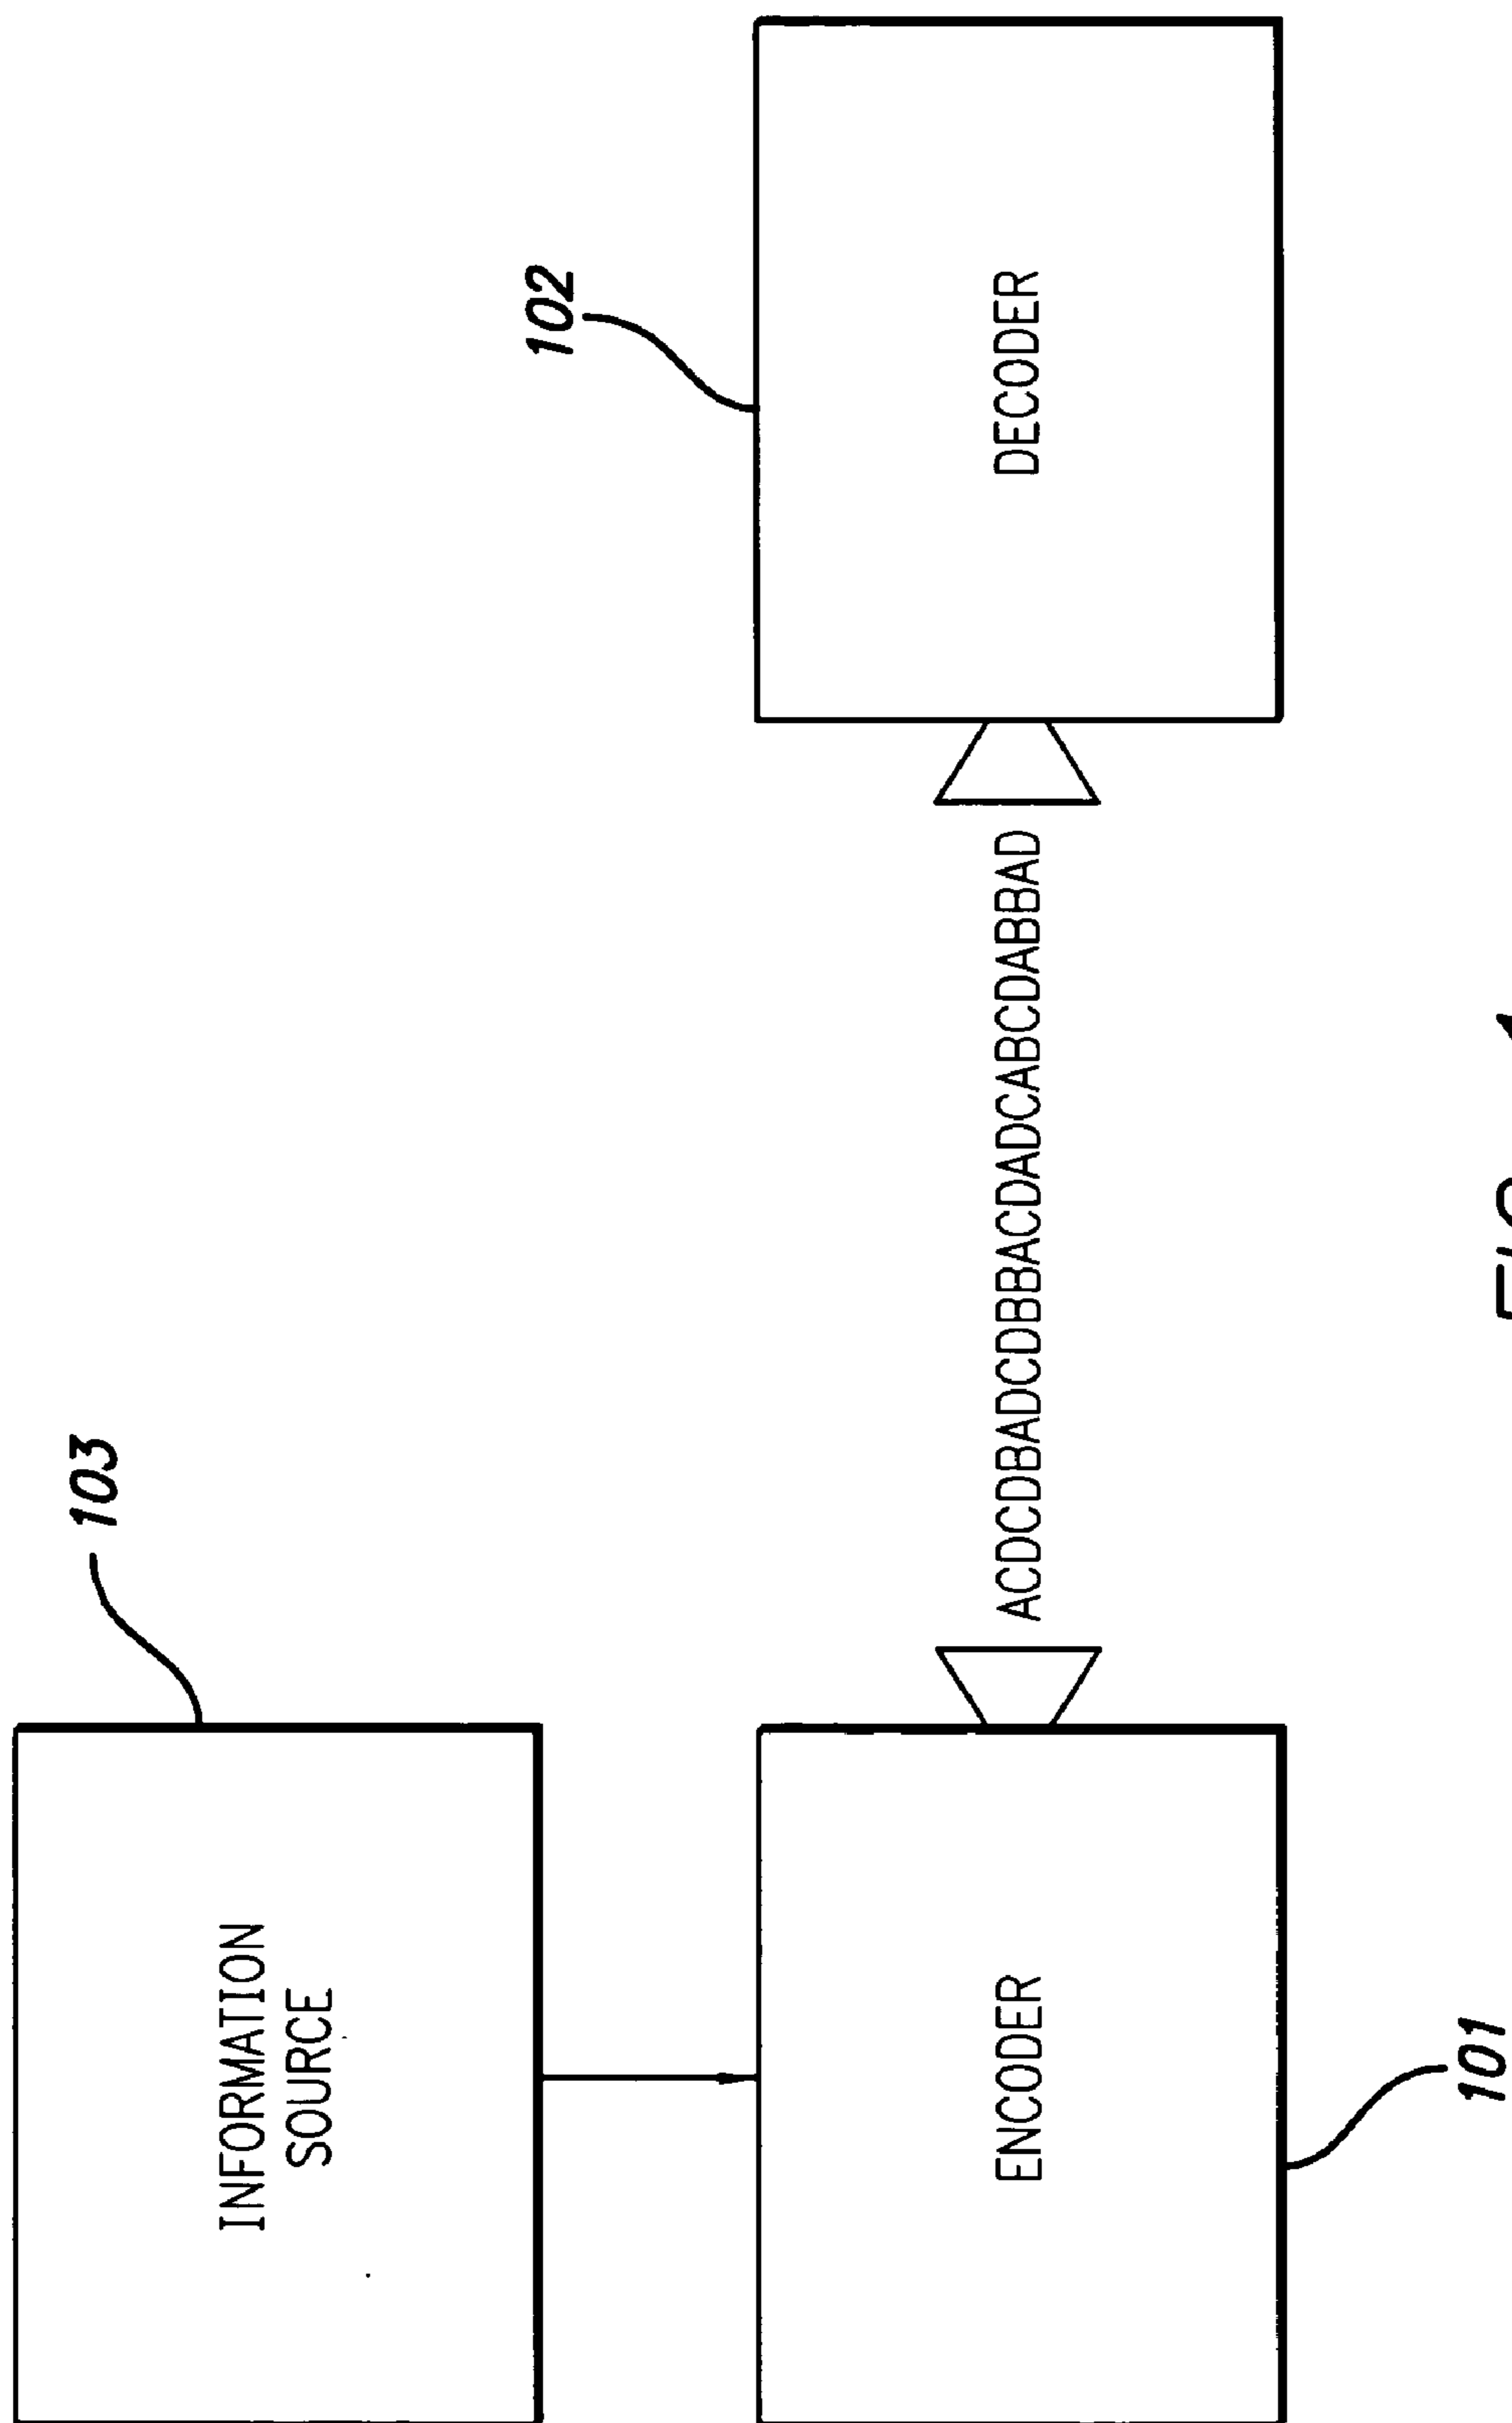 103
INFORMATION
SOURCE
102
ENCODER
ACDCDBADCDBBACDADCABCDABBAD
DECODER
101